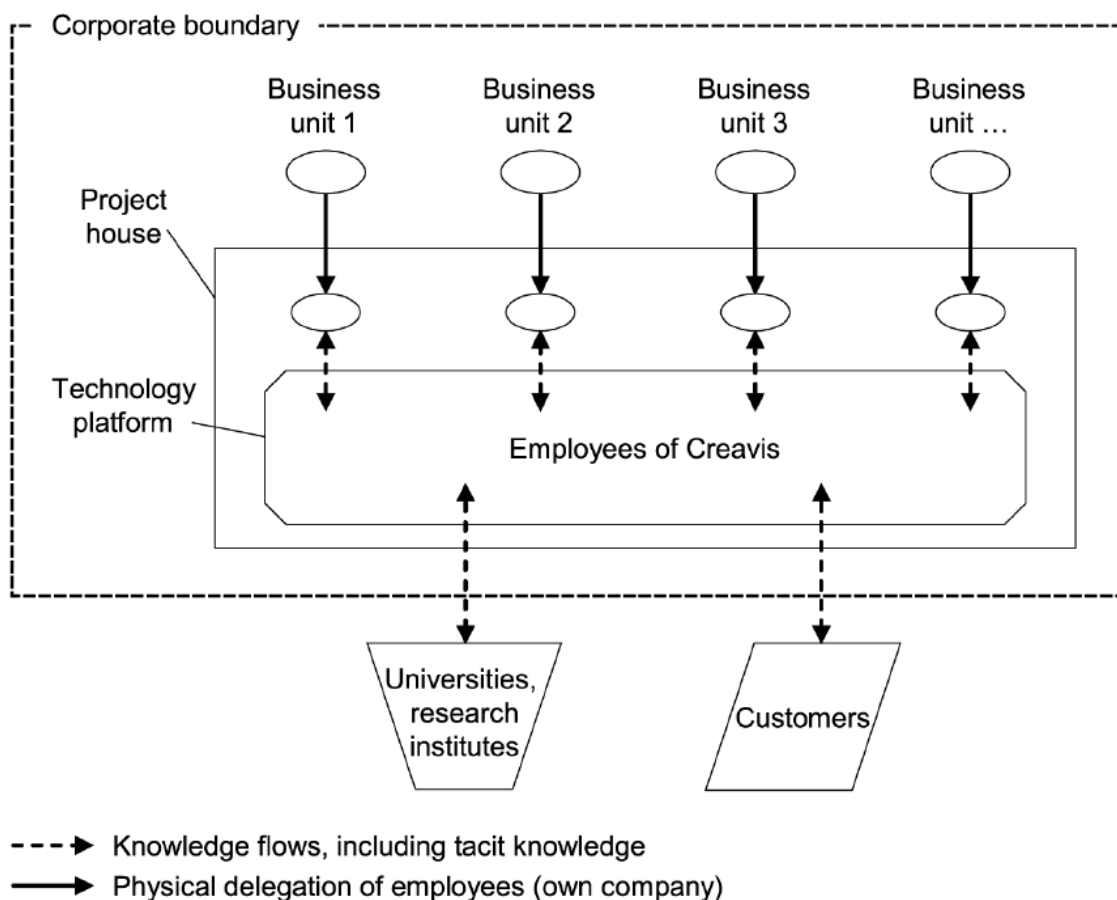 Corporate boundary
Business
unit 1
Business
unit 2
Business
unit 3
Business
unit ...
Project
house
Technology
platform
Employees of Creavis
Universities,
research
institutes
Customers
Knowledge flows, including tacit knowledge
Physical delegation of employees (own company)